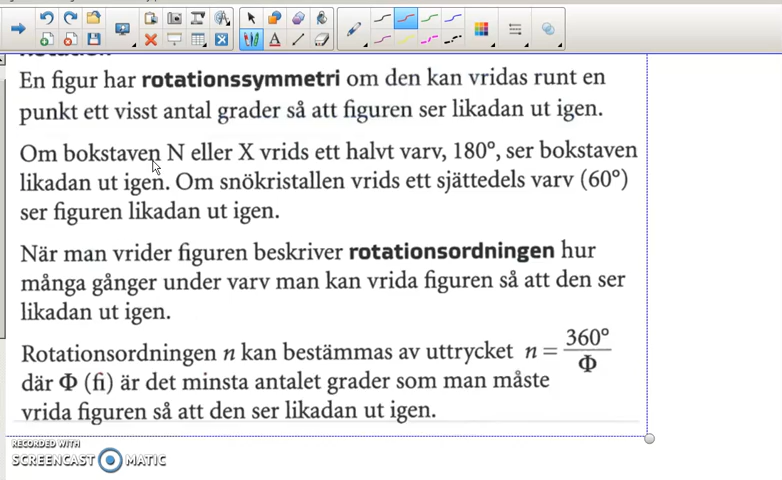 Rotation
En figur har rotationssymmetri om den kan vridas runt en
punkt ett visst antal grader så att figuren ser likadan ut igen.
Om bokstaven N eller X vrids ett halvt varv, 180°, ser bokstaven
likadan ut igen. Om snökristallen vrids ett sjättedels varv (60°)
ser figuren likadan ut igen.
När man vrider figuren beskriver rotationsordningen hur
många gånger under varv man kan vrida figuren så att den ser
likadan ut igen.
Rotationsordningen n kan bestämmas av uttrycket n = 360°/Φ
där Φ (fi) är det minsta antalet grader som man måste
vrida figuren så att den ser likadan ut igen.
RECORDED WITH
SCREENCAST MATIC